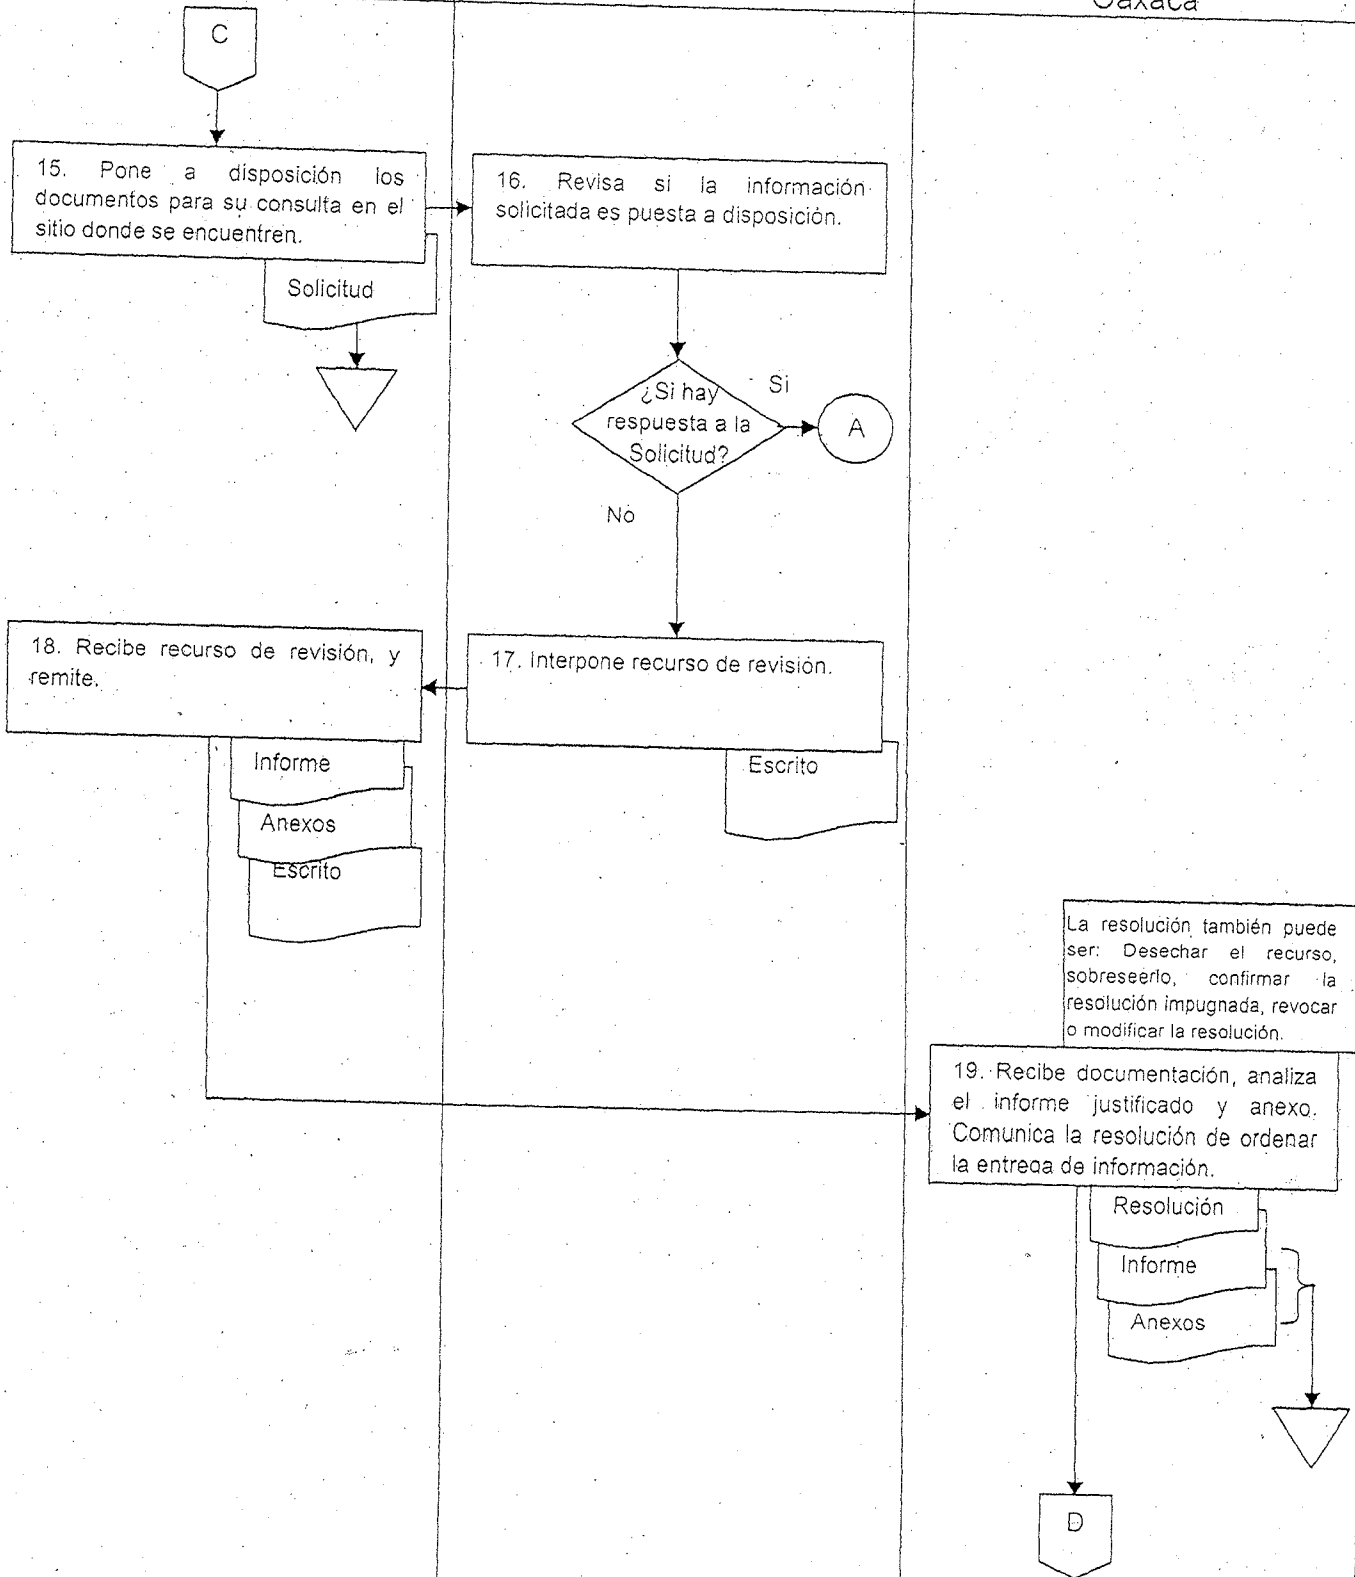 Oaxaca
C
15. Pone a disposición los
documentos para su consulta en el
sitio donde se encuentren.
Solicitud
16. Revisa si la información
solicitada es puesta a disposición.
¿Si hay
respuesta a la
Solicitud?
Si
A
No
17. Interpone recurso de revisión.
Escrito
18. Recibe recurso de revisión, y
remite.
Informe
Anexos
Escrito
La resolución también puede
ser: Desechar el recurso,
sobreseerlo, confirmar la
resolución impugnada, revocar
o modificar la resolución.
19. Recibe documentación, analiza
el informe justificado y anexo.
Comunica la resolución de ordenar
la entrega de información.
Resolución
Informe
Anexos
D